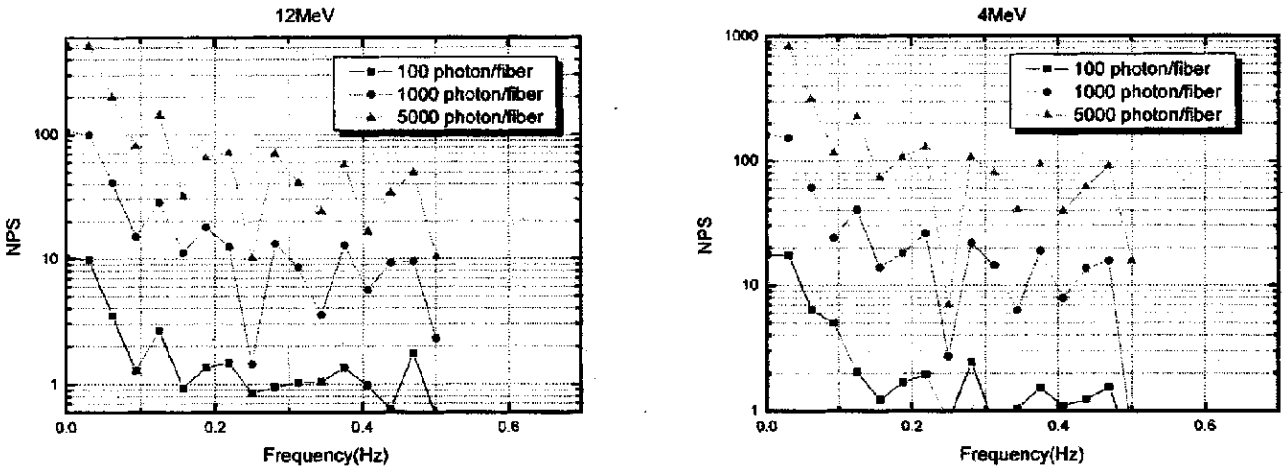 12MeV
100 photon/fiber
1000 photon/fiber
5000 photon/fiber
100
10
1
NPS
0.0
0.2
0.4
0.6
Frequency(Hz)
4MeV
1000
100 photon/fiber
1000 photon/fiber
5000 photon/fiber
100
10
1
NPS
0.0
0.2
0.4
0.6
Frequency(Hz)